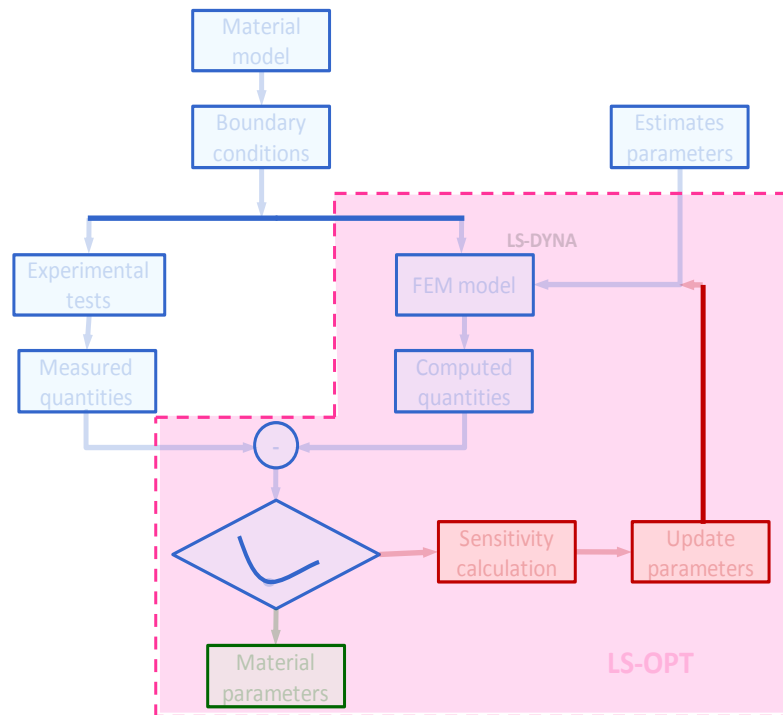 Material
model
Boundary
conditions
Estimates
parameters
LS-DYNA
Experimental
tests
FEM model
Measured
quantities
Computed
quantities
-
Sensitivity
calculation
Update
parameters
Material
parameters
LS-OPT